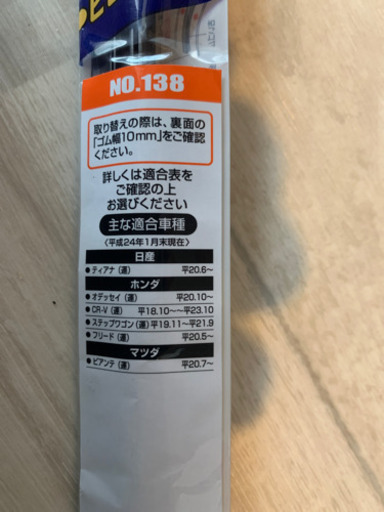 NO.138
取り替えの際は、裏面の
「ゴム幅10mm」をご確認
ください。
詳しくは適合表を
ご確認の上
お選びください
主な適合車種
〈平成24年1月末現在〉
日産
●ティアナ(運) 平20.6〜
ホンダ
●オデッセイ(運) 平20.10〜
●CR-V(運) 平18.10〜平23.10
●ステップワゴン(運) 平19.11〜平21.9
●フリード(運) 平20.5〜
マツダ
●ビアンテ(運) 平20.7〜